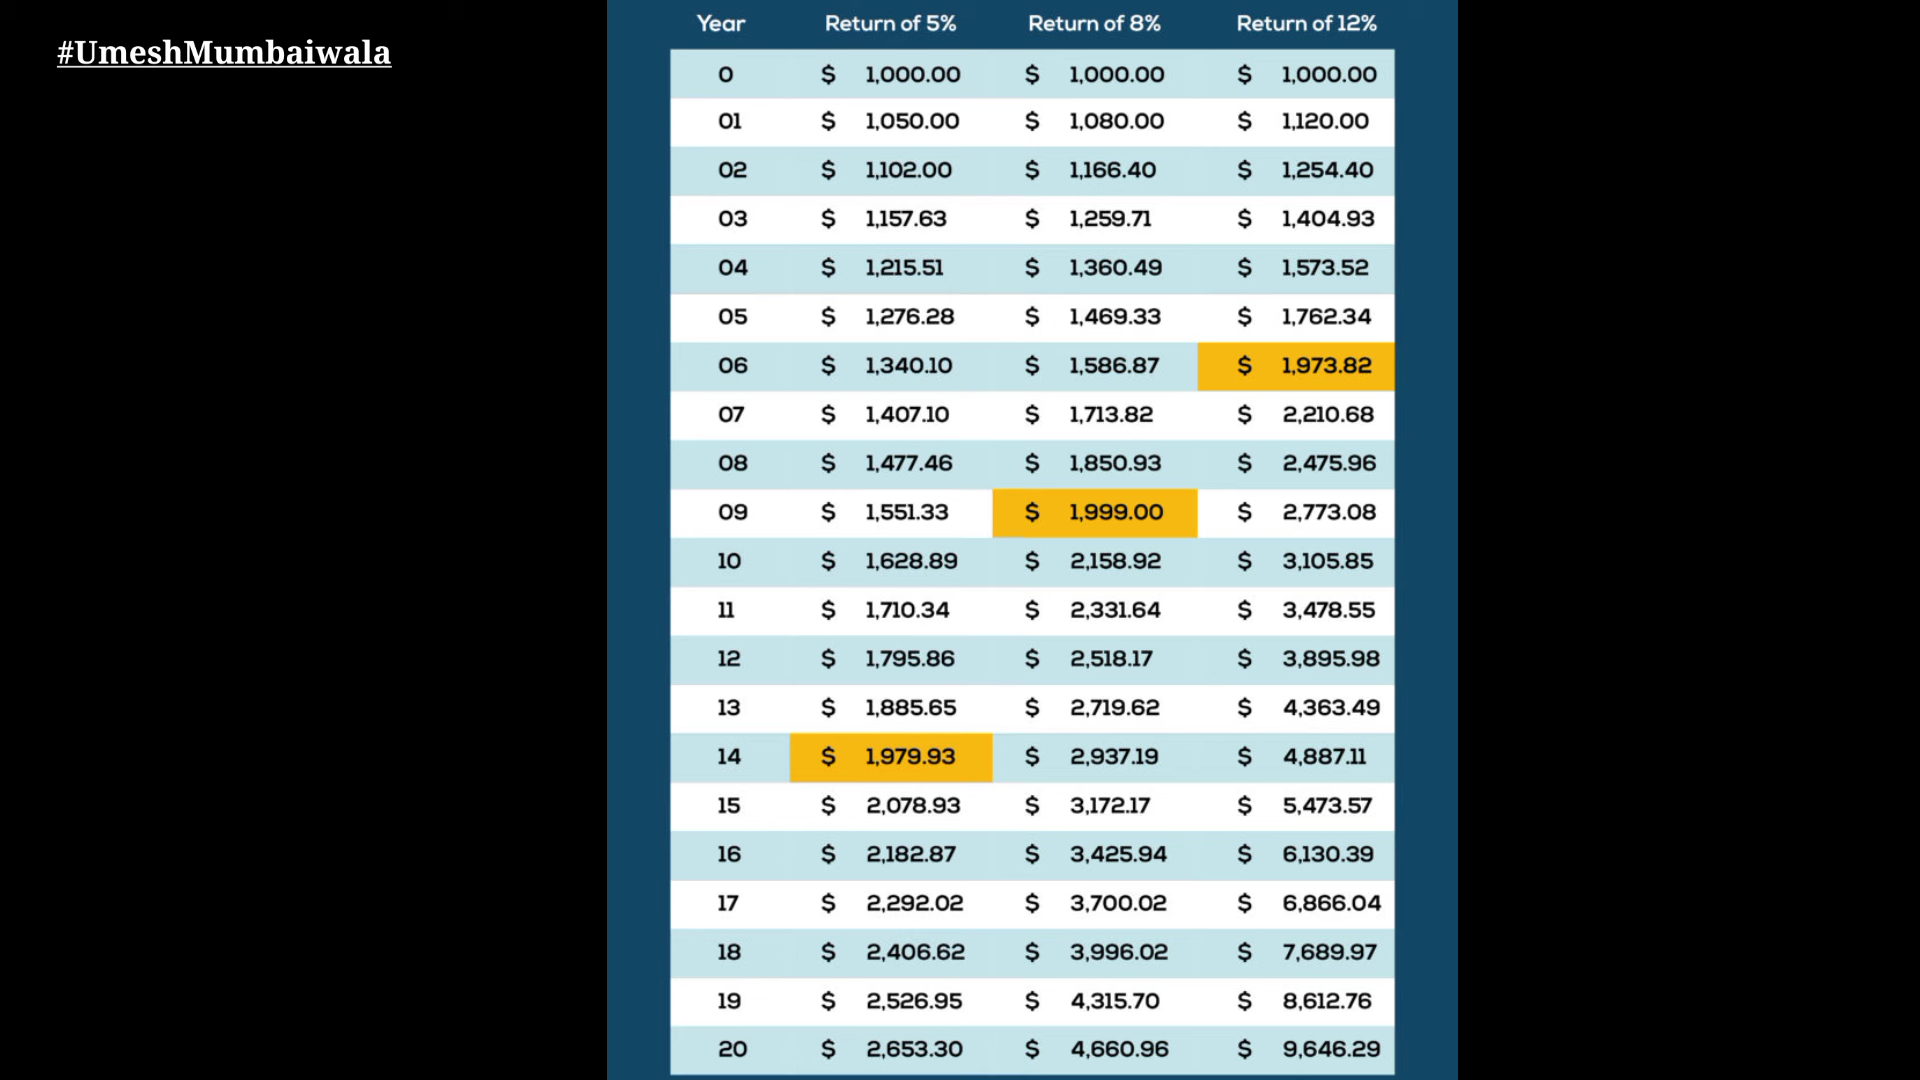 #UmeshMumbaiwala
Year Return of 5% Return of 8% Return of 12%
0 $ 1,000.00 $ 1,000.00 $ 1,000.00
01 $ 1,050.00 $ 1,080.00 $ 1,120.00
02 $ 1,102.00 $ 1,166.40 $ 1,254.40
03 $ 1,157.63 $ 1,259.71 $ 1,404.93
04 $ 1,215.51 $ 1,360.49 $ 1,573.52
05 $ 1,276.28 $ 1,469.33 $ 1,762.34
06 $ 1,340.10 $ 1,586.87 $ 1,973.82
07 $ 1,407.10 $ 1,713.82 $ 2,210.68
08 $ 1,477.46 $ 1,850.93 $ 2,475.96
09 $ 1,551.33 $ 1,999.00 $ 2,773.08
10 $ 1,628.89 $ 2,158.92 $ 3,105.85
11 $ 1,710.34 $ 2,331.64 $ 3,478.55
12 $ 1,795.86 $ 2,518.17 $ 3,895.98
13 $ 1,885.65 $ 2,719.62 $ 4,363.49
14 $ 1,979.93 $ 2,937.19 $ 4,887.11
15 $ 2,078.93 $ 3,172.17 $ 5,473.57
16 $ 2,182.87 $ 3,425.94 $ 6,130.39
17 $ 2,292.02 $ 3,700.02 $ 6,866.04
18 $ 2,406.62 $ 3,996.02 $ 7,689.97
19 $ 2,526.95 $ 4,315.70 $ 8,612.76
20 $ 2,653.30 $ 4,660.96 $ 9,646.29